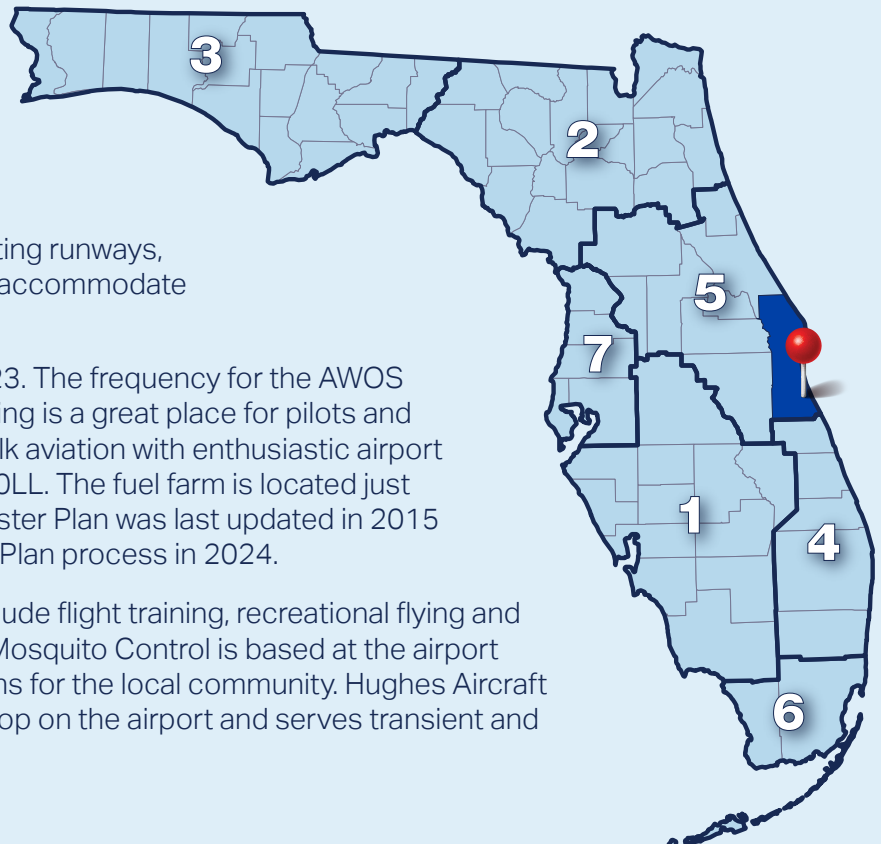 3
2
ting runways,
accommodate
5
7
23. The frequency for the AWOS
ing is a great place for pilots and
lk aviation with enthusiastic airport
0LL. The fuel farm is located just
ster Plan was last updated in 2015
Plan process in 2024.
1
4
ude flight training, recreational flying and
Mosquito Control is based at the airport
ns for the local community. Hughes Aircraft
op on the airport and serves transient and
6